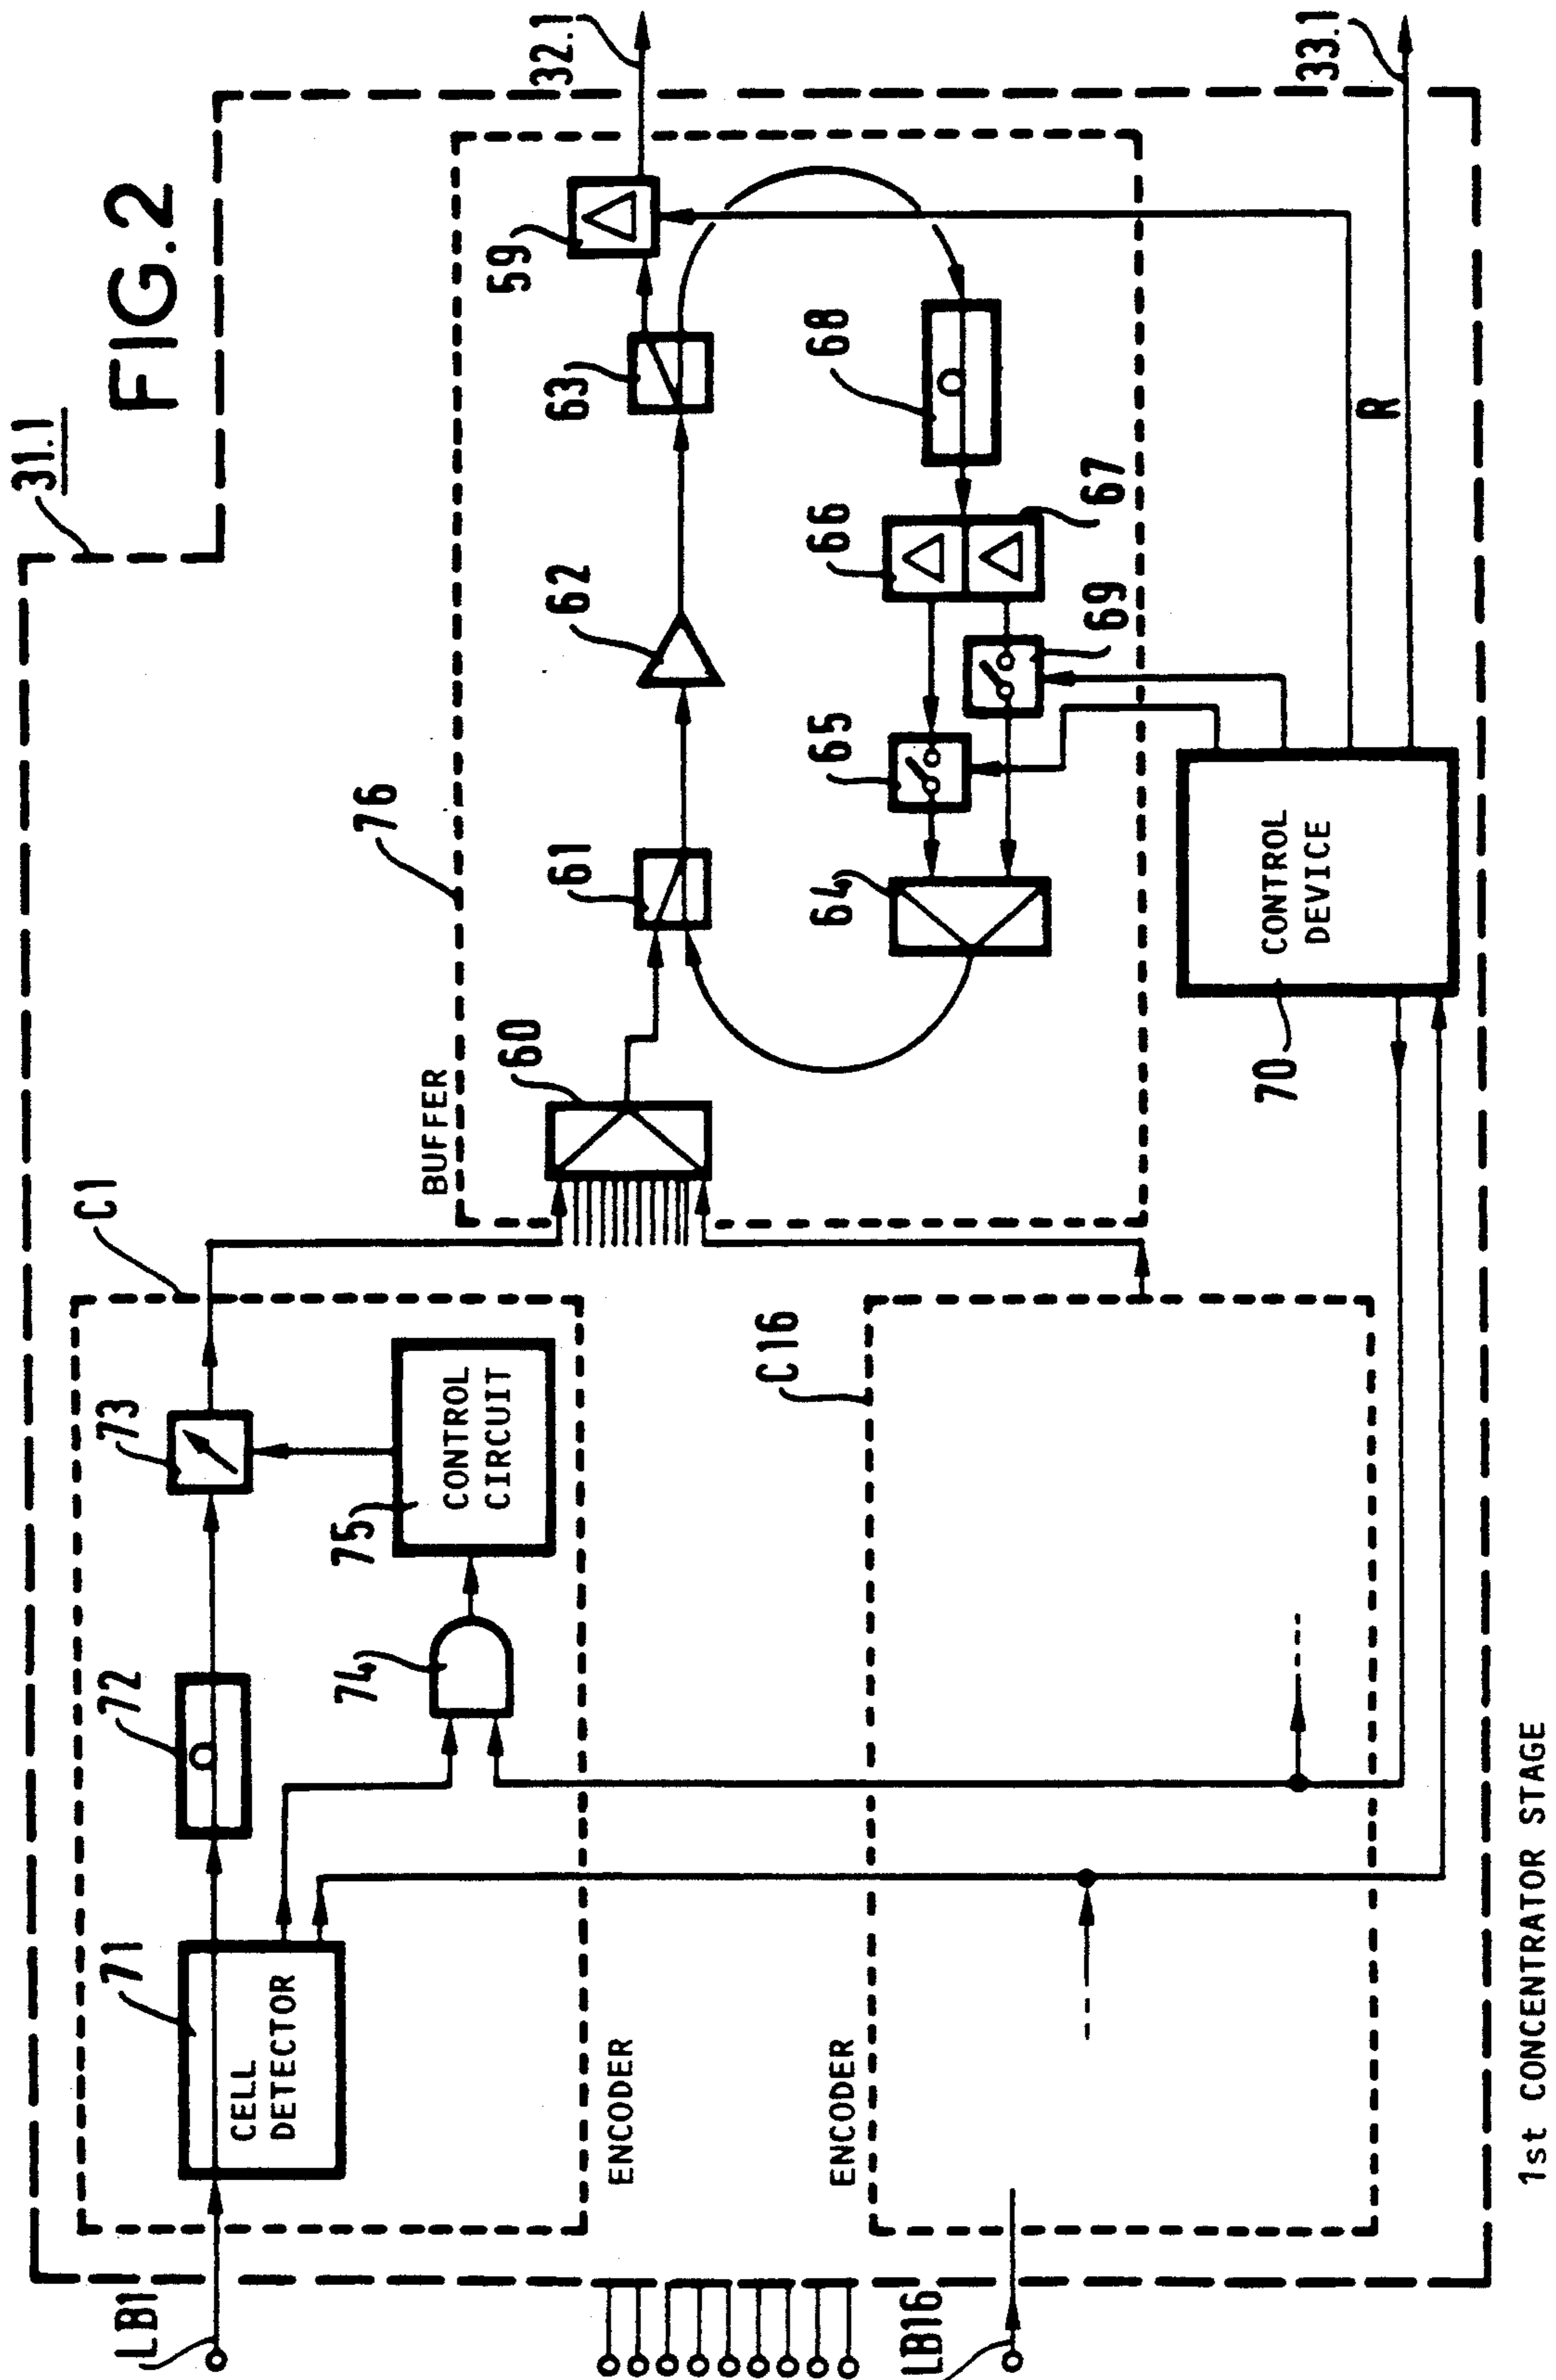 FIG.2
31.1
C1
73
72
71
CELL
DETECTOR
LB1
74
75
CONTROL
CIRCUIT
ENCODER
ENCODER
C16
LB16
BUFFER
76
60
61
62
63
59
32.1
64
65
66
67
68
69
70
CONTROL
DEVICE
R
33.1
1st CONCENTRATOR STAGE